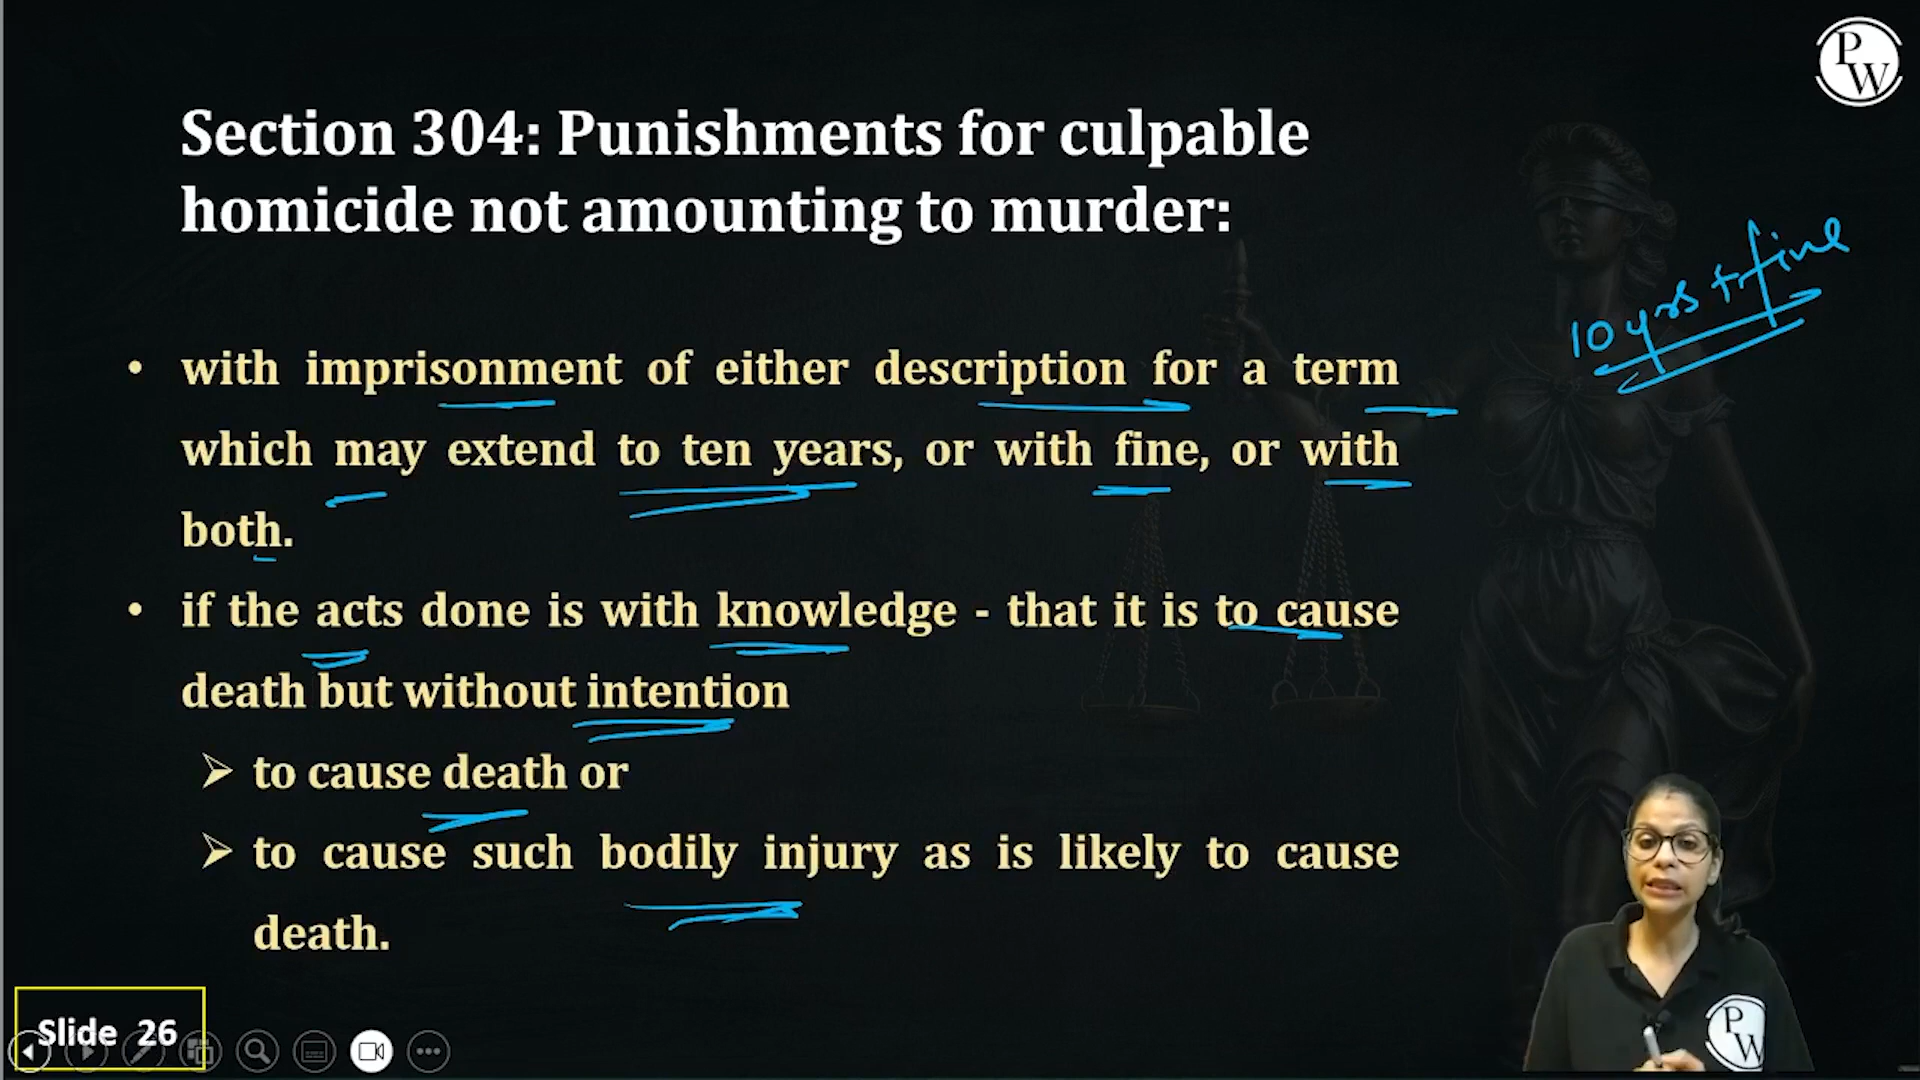 P
W
Section 304: Punishments for culpable
homicide not amounting to murder:
10 yrs + fine
• with imprisonment of either description for a term
which may extend to ten years, or with fine, or with
both.
• if the acts done is with knowledge - that it is to cause
death but without intention
➢ to cause death or
➢ to cause such bodily injury as is likely to cause
death.
P
W
Slide 26